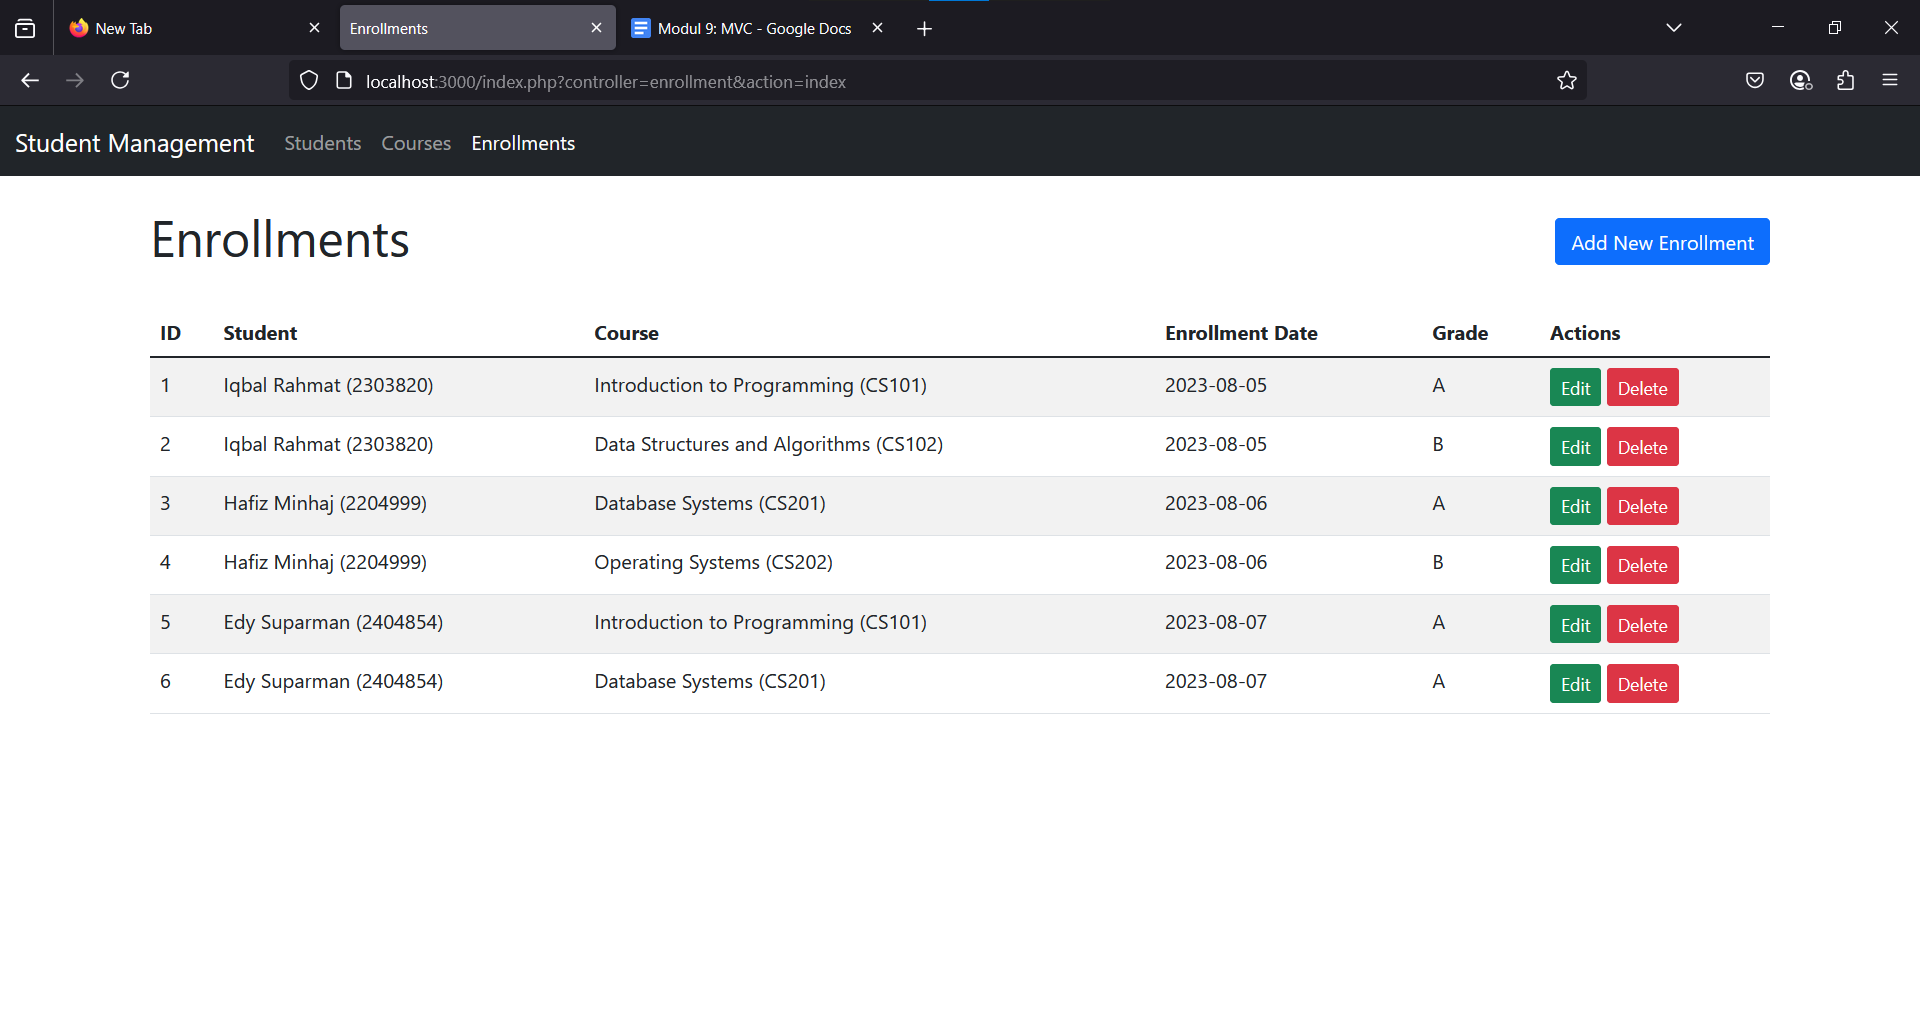 New Tab
Enrollments
Modul 9: MVC - Google Docs
localhost:3000/index.php?controller=enrollment&action=index
Student Management Students Courses Enrollments
Enrollments
Add New Enrollment
ID Student Course Enrollment Date Grade Actions
1 Iqbal Rahmat (2303820) Introduction to Programming (CS101) 2023-08-05 A Edit Delete
2 Iqbal Rahmat (2303820) Data Structures and Algorithms (CS102) 2023-08-05 B Edit Delete
3 Hafiz Minhaj (2204999) Database Systems (CS201) 2023-08-06 A Edit Delete
4 Hafiz Minhaj (2204999) Operating Systems (CS202) 2023-08-06 B Edit Delete
5 Edy Suparman (2404854) Introduction to Programming (CS101) 2023-08-07 A Edit Delete
6 Edy Suparman (2404854) Database Systems (CS201) 2023-08-07 A Edit Delete